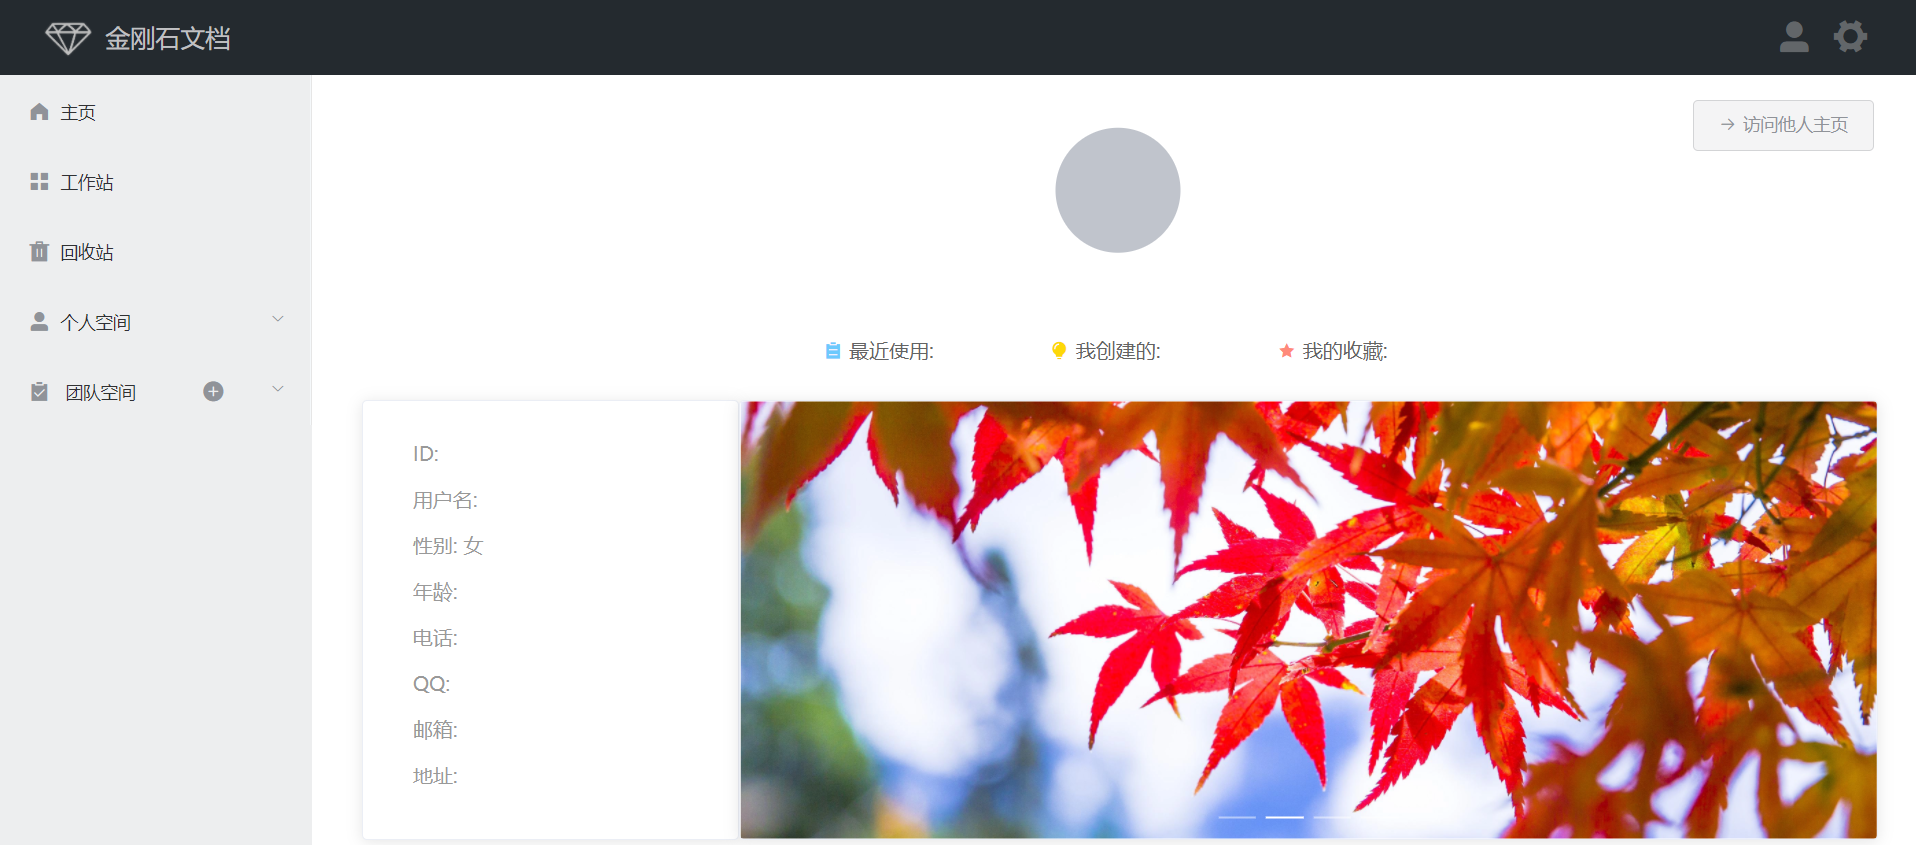 金刚石文档
主页
工作站
回收站
个人空间
团队空间
访问他人主页
最近使用:
我创建的:
我的收藏:
ID:
用户名:
性别: 女
年龄:
电话:
QQ:
邮箱:
地址: